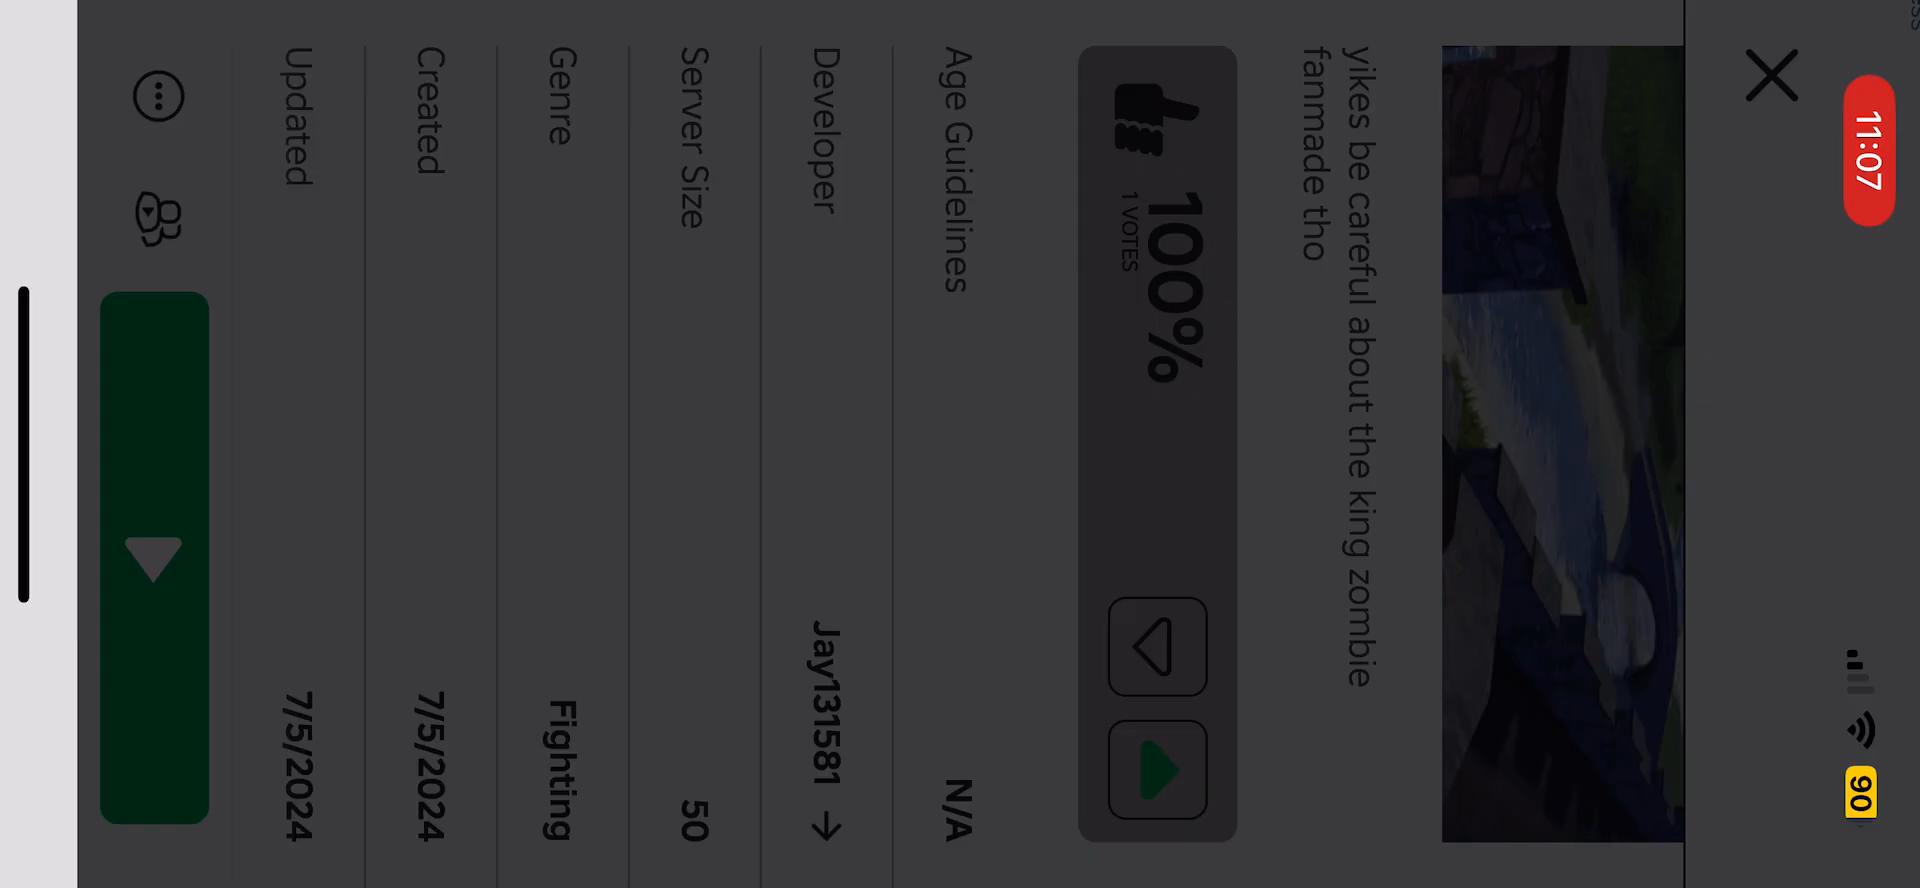 11:07
90
yikes be careful about the king zombie
fanmade tho
100%
1 VOTES
Age Guidelines N/A
Developer Jay131581 →
Server Size 50
Genre Fighting
Created 7/5/2024
Updated 7/5/2024